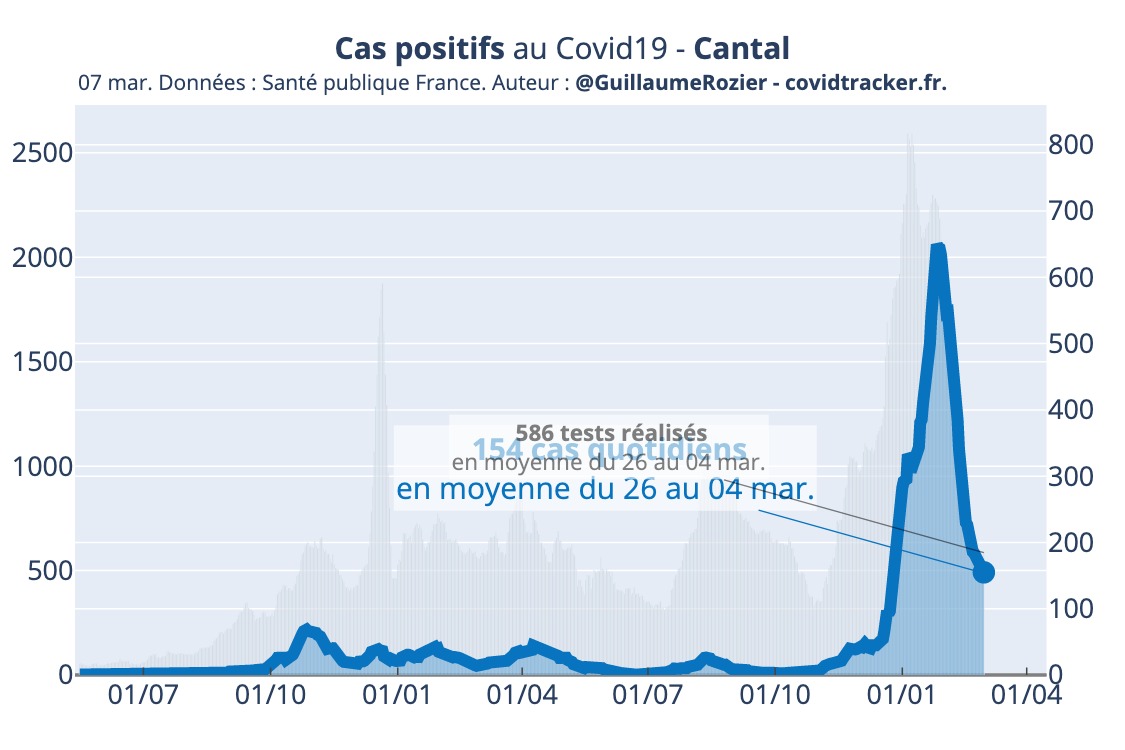 Cas positifs au Covid19 - Cantal
07 mar. Données : Santé publique France. Auteur : @GuillaumeRozier - covidtracker.fr.
2500
2000
1500
1000
500
0
800
700
600
500
400
300
200
100
0
586 tests réalisés
154 cas quotidiens
en moyenne du 26 au 04 mar.
en moyenne du 26 au 04 mar.
01/07 01/10 01/01 01/04 01/07 01/10 01/01 01/04